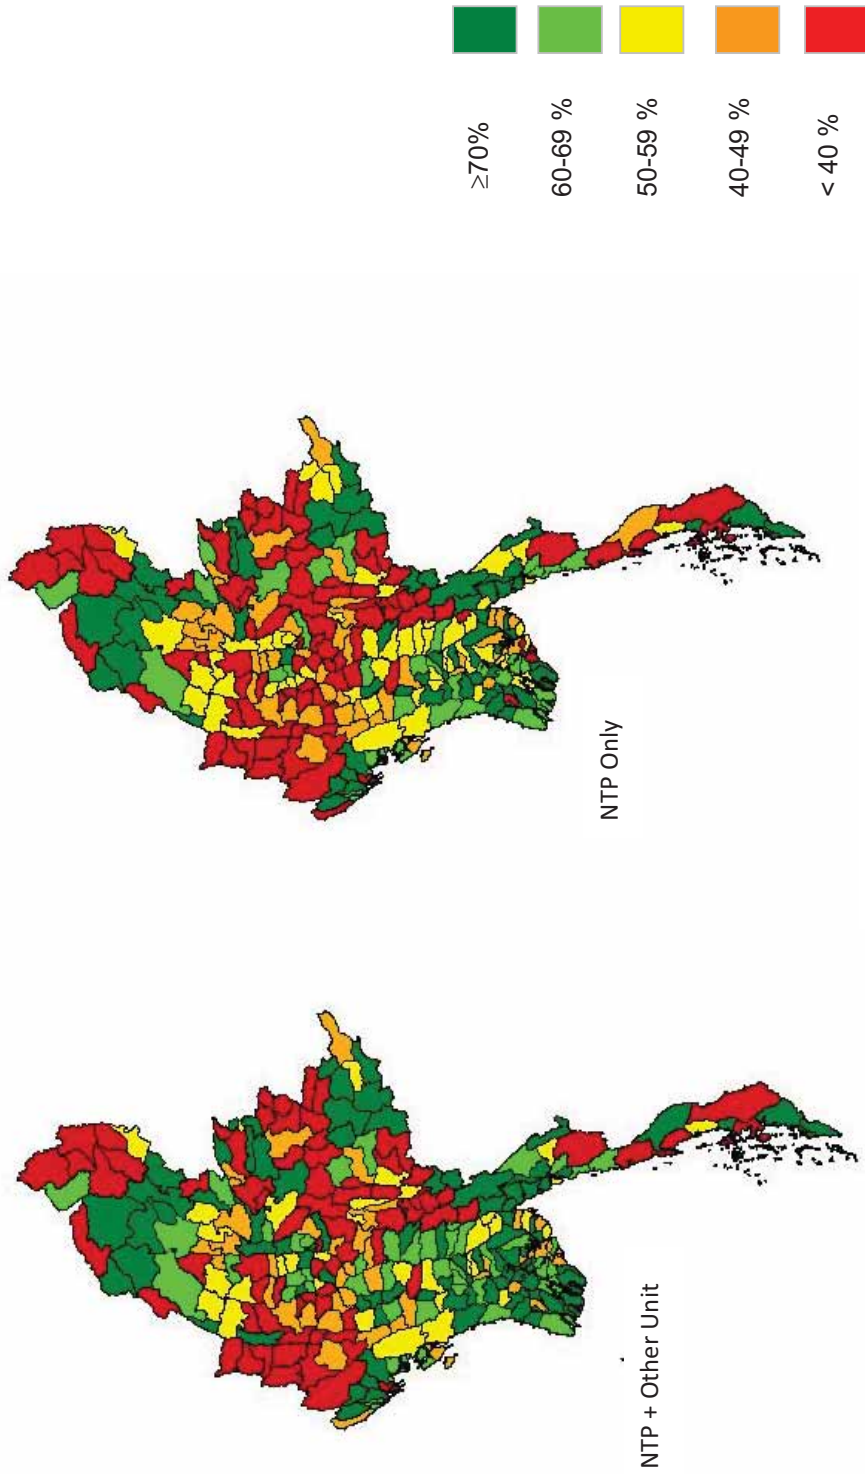 ≥70%
60-69 %
50-59 %
40-49 %
< 40 %
NTP Only
NTP + Other Unit